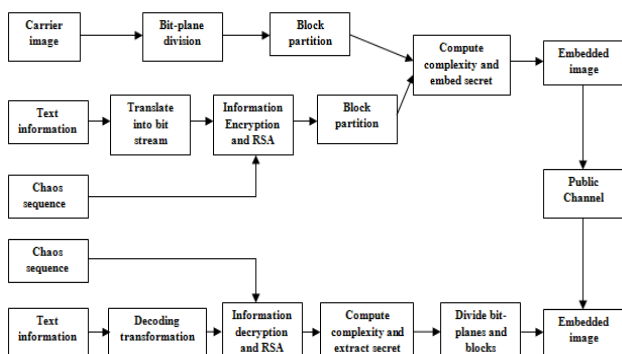 Carrier
image
Bit-plane
division
Block
partition
Compute
complexity and
embed secret
Embedded
image
Text
information
Translate
into bit
stream
Information
Encryption
and RSA
Block
partition
Chaos
sequence
Public
Channel
Chaos
sequence
Text
information
Decoding
transformation
Information
decryption
and RSA
Compute
complexity and
extract secret
Divide bit-
planes and
blocks
Embedded
image